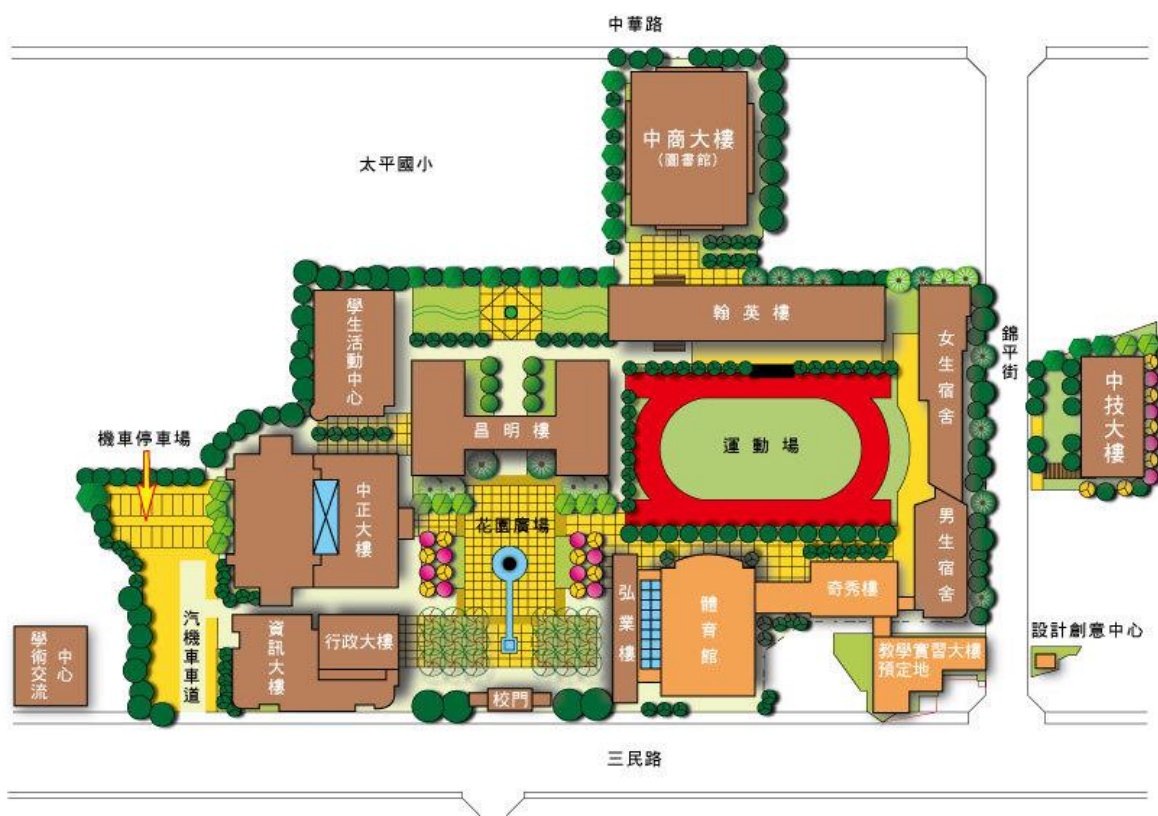 中華路
中商大樓
(圖書館)
太平國小
學生活動中心
翰英樓
女生宿舍
錦平街
中技大樓
昌明樓
運動場
機車停車場
中正大樓
花園廣場
男生宿舍
弘業樓
體育館
奇秀樓
學術交流
中心
汽機車車道
資訊大樓
行政大樓
教學實習大樓
預定地
設計創意中心
校門
三民路